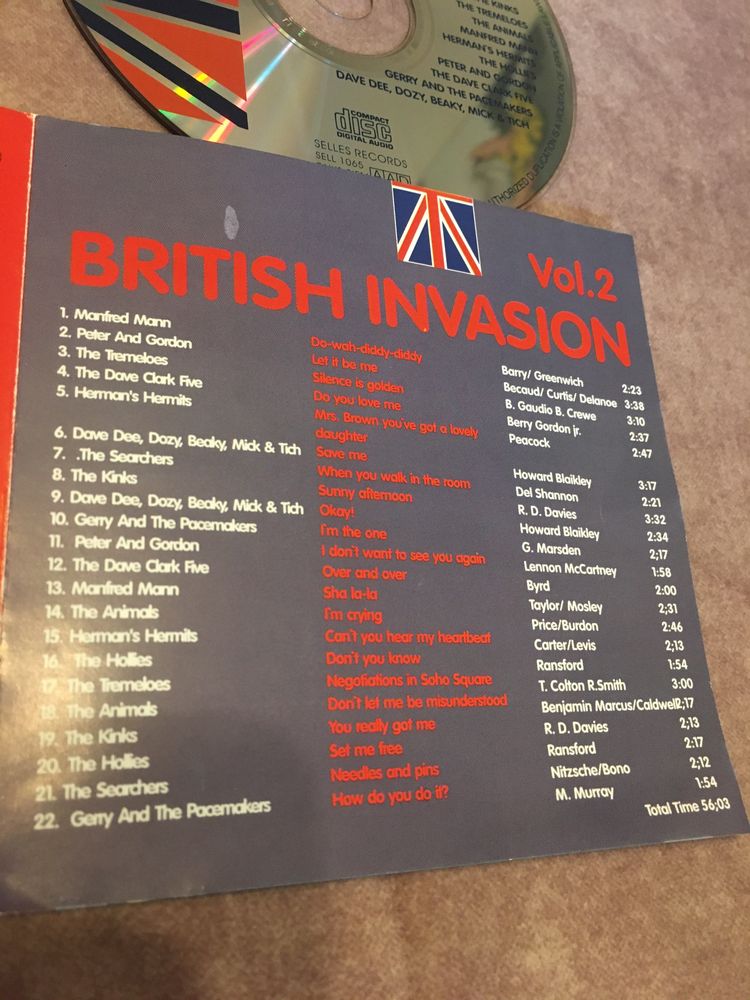 HE KINKS
THE TREMELOES
THE ANIMALS
MANFRED MANN
HERMAN'S HERMITS
THE HOLLIES
PETER AND GORDON
THE DAVE CLARK FIVE
GERRY AND THE PACEMAKERS
DAVE DEE, DOZY, BEAKY, MICK & TICH
COMPACT
disc
DIGITAL AUDIO
SELLES RECORDS
SELL 1065
AAD
AUTHORIZED DUPLICATION IS A VIOLATION OF APPLICABLE
BRITISH INVASION Vol.2
1. Manfred Mann Do-wah-diddy-diddy Barry/ Greenwich 2:23
2. Peter And Gordon Let it be me Becaud/ Curtis/ Delanoe 3:38
3. The Tremeloes Silence is golden B. Gaudio B. Crewe 3:10
4. The Dave Clark Five Do you love me Berry Gordon jr. 2:37
5. Herman's Hermits Mrs. Brown you've got a lovely Peacock 2:47
daughter
6. Dave Dee, Dozy, Beaky, Mick & Tich Save me Howard Blaikley 3:17
7. .The Searchers When you walk in the room Del Shannon 2:21
8. The Kinks Sunny afternoon R. D. Davies 3:32
9. Dave Dee, Dozy, Beaky, Mick & Tich Okay! Howard Blaikley 2:34
10. Gerry And The Pacemakers I'm the one G. Marsden 2;17
11. Peter And Gordon I don't want to see you again Lennon McCartney 1:58
12. The Dave Clark Five Over and over Byrd 2:00
13. Manfred Mann Sha la-la Taylor/ Mosley 2;31
14. The Animals I'm crying Price/Burdon 2:46
15. Herman's Hermits Can't you hear my heartbeat Carter/Levis 2;13
16. The Hollies Don't you know Ransford 1:54
17. The Tremeloes Negotiations in Soho Square T. Colton R.Smith 3:00
18. The Animals Don't let me be misunderstood Benjamin Marcus/Caldwell2;17
19. The Kinks You really got me R. D. Davies 2;13
20. The Hollies Set me free Ransford 2:17
21. The Searchers Needles and pins Nitzsche/Bono 2;12
22. Gerry And The Pacemakers How do you do it? M. Murray 1:54
Total Time 56;03